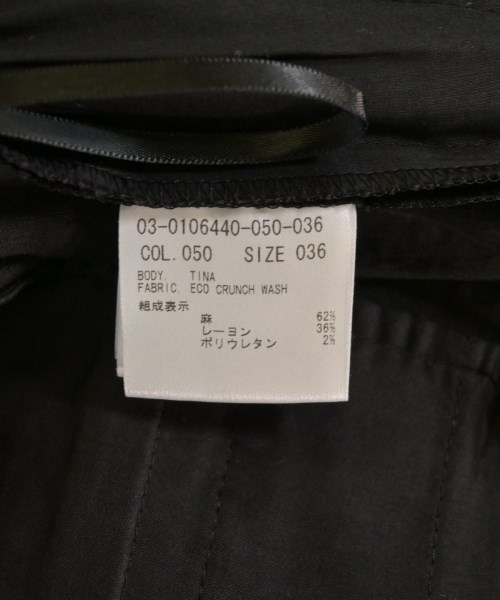 03-0106440-050-036
COL. 050 SIZE 036
BODY. TINA
FABRIC. ECO CRUNCH WASH
組成表示
麻 62%
レーヨン 36%
ポリウレタン 2%